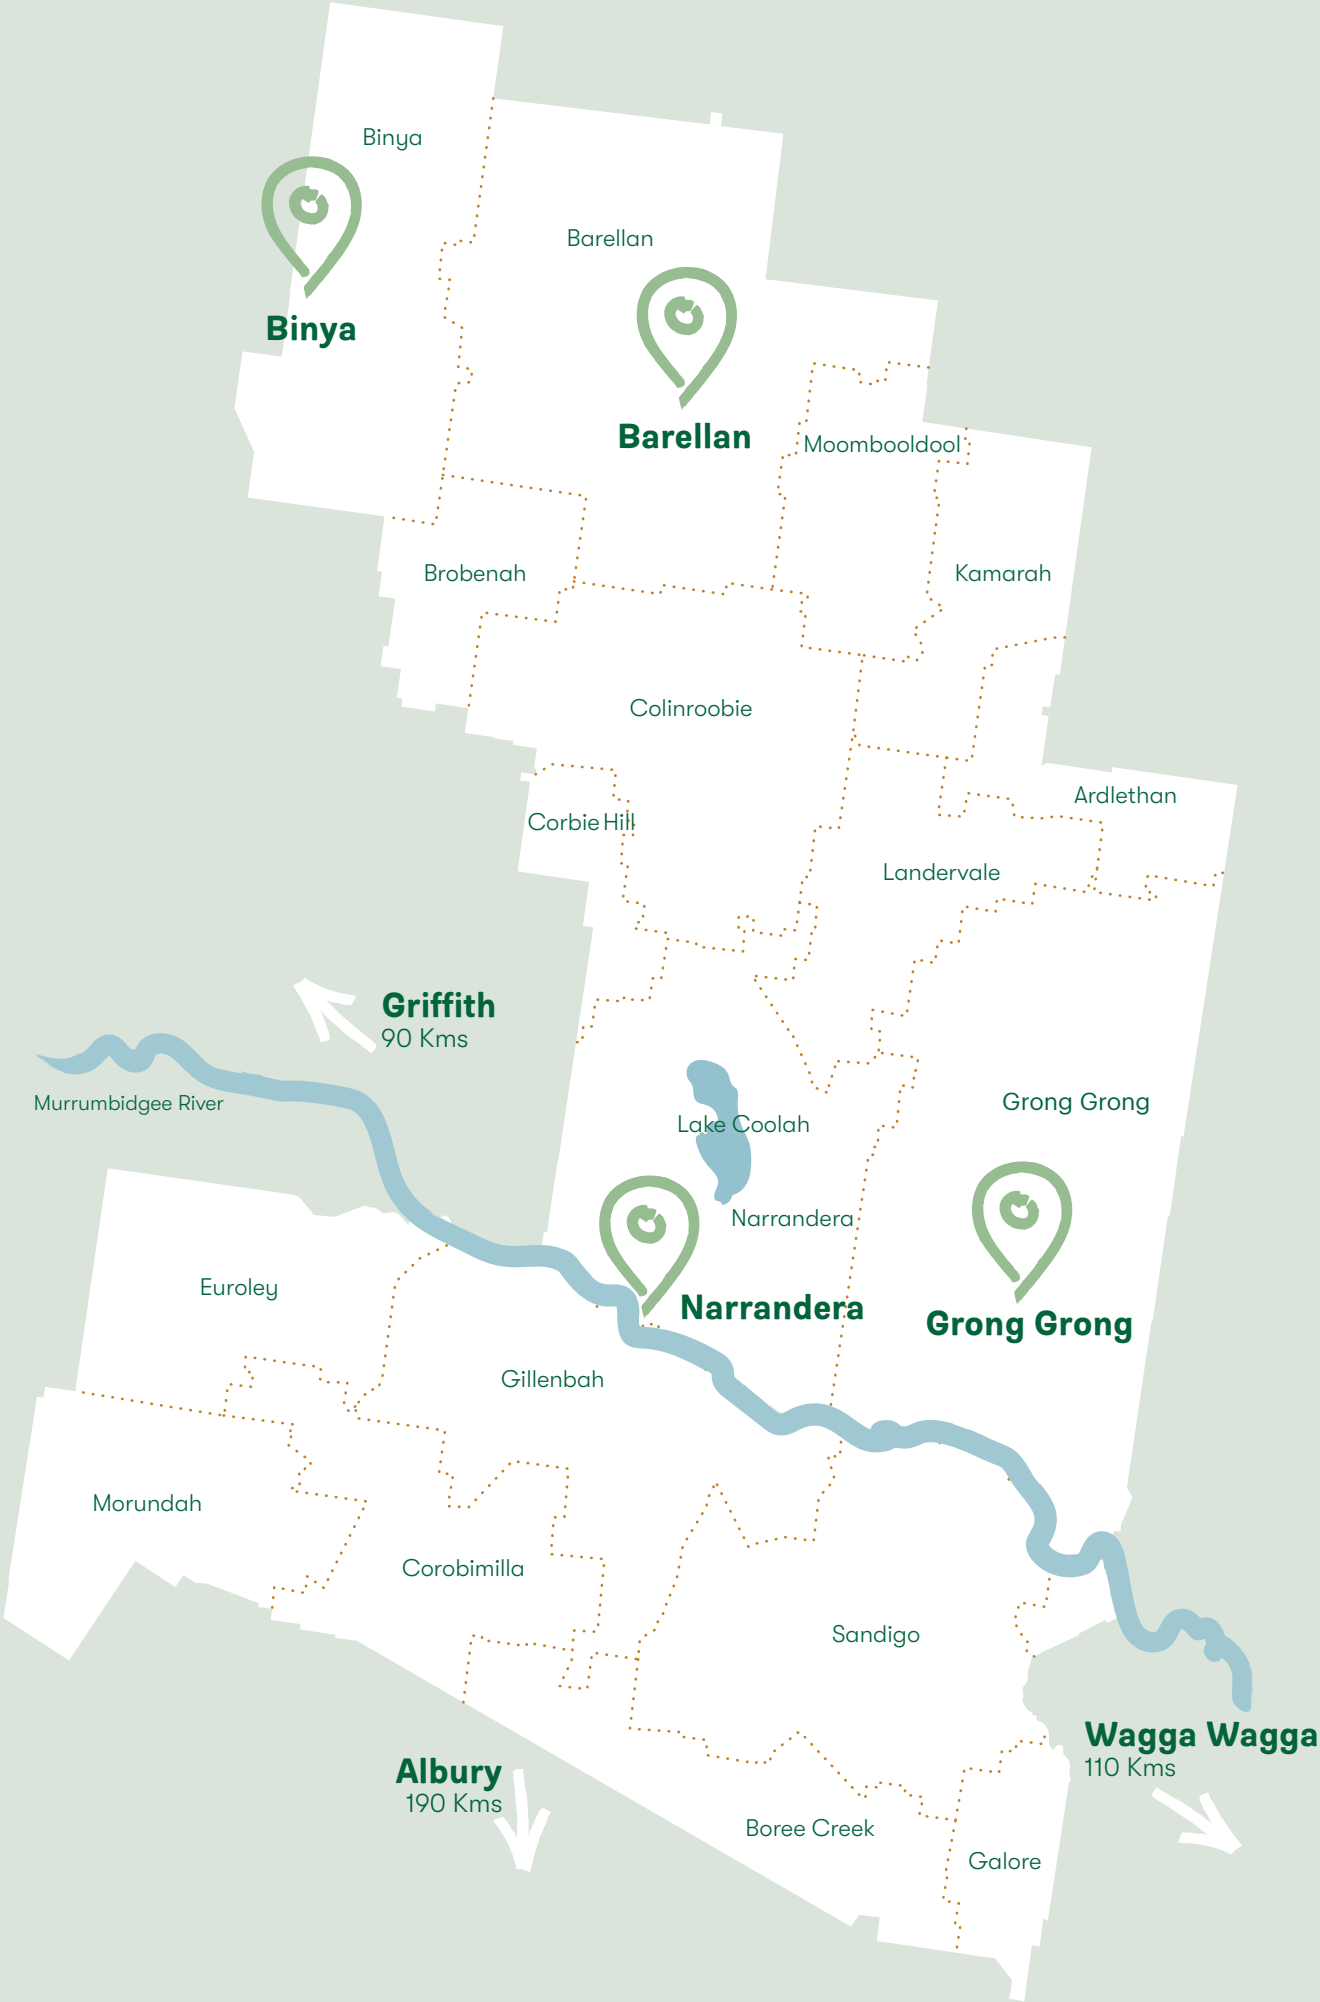 Binya
Binya
Barellan
Barellan
Moombooldool
Brobenah
Kamarah
Colinroobie
Ardlethan
Corbie Hill
Landervale
Griffith
90 Kms
Murrumbidgee River
Grong Grong
Lake Coolah
Narrandera
Euroley
Narrandera
Grong Grong
Gillenbah
Morundah
Corobimilla
Sandigo
Wagga Wagga
110 Kms
Albury
190 Kms
Boree Creek
Galore